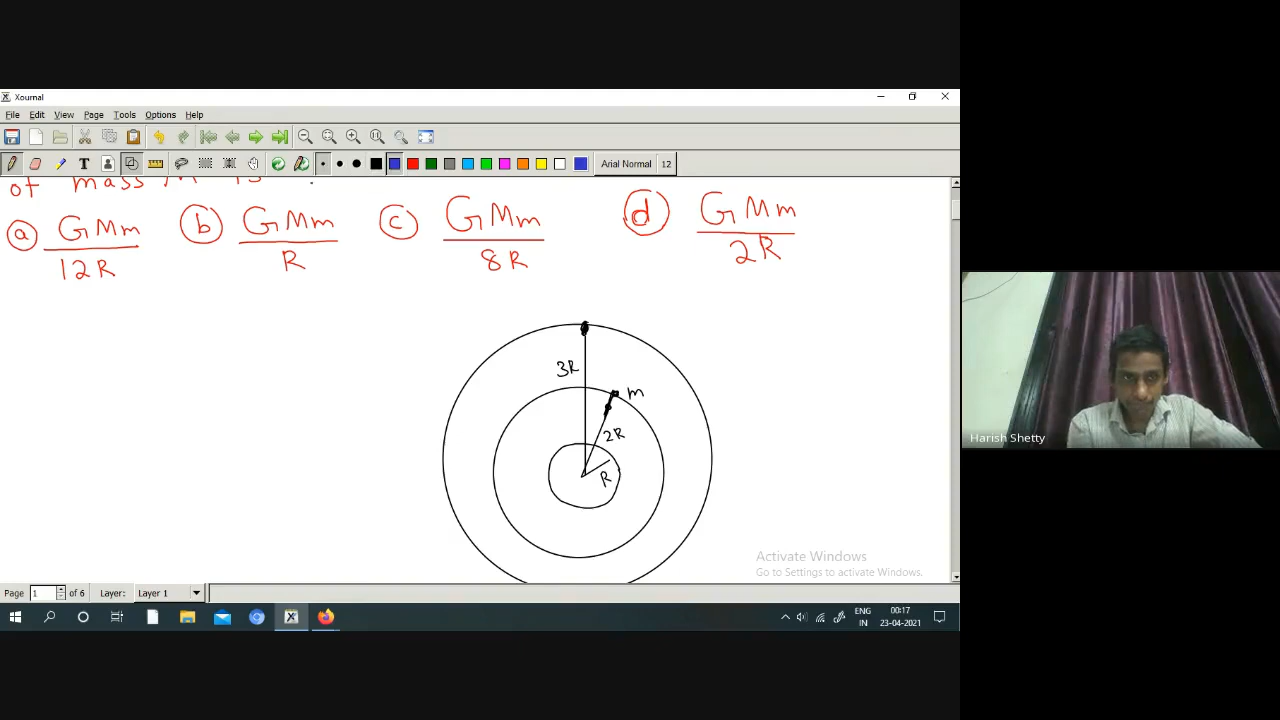 Xournal
File Edit View Page Tools Options Help
Arial Normal 12
of mass M is
(a) GMm/12R (b) GMm/R (c) GMm/8R (d) GMm/2R
3R
m
2R
R
Harish Shetty
Activate Windows
Go to Settings to activate Windows.
Page 1 of 6 Layer: Layer 1
ENG 00:17
IN 23-04-2021